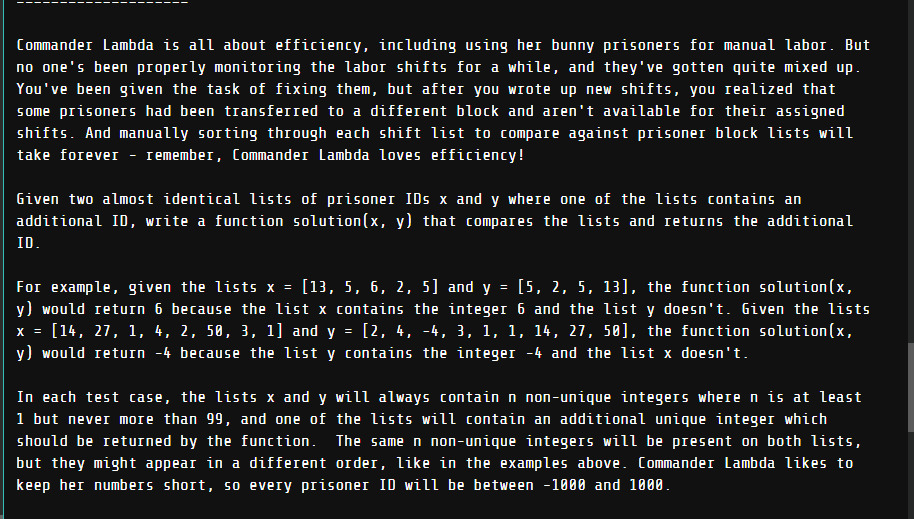 --------------------
Commander Lambda is all about efficiency, including using her bunny prisoners for manual labor. But
no one's been properly monitoring the labor shifts for a while, and they've gotten quite mixed up.
You've been given the task of fixing them, but after you wrote up new shifts, you realized that
some prisoners had been transferred to a different block and aren't available for their assigned
shifts. And manually sorting through each shift list to compare against prisoner block lists will
take forever - remember, Commander Lambda loves efficiency!
Given two almost identical lists of prisoner IDs x and y where one of the lists contains an
additional ID, write a function solution(x, y) that compares the lists and returns the additional
ID.
For example, given the lists x = [13, 5, 6, 2, 5] and y = [5, 2, 5, 13], the function solution(x,
y) would return 6 because the list x contains the integer 6 and the list y doesn't. Given the lists
x = [14, 27, 1, 4, 2, 50, 3, 1] and y = [2, 4, -4, 3, 1, 1, 14, 27, 50], the function solution(x,
y) would return -4 because the list y contains the integer -4 and the list x doesn't.
In each test case, the lists x and y will always contain n non-unique integers where n is at least
1 but never more than 99, and one of the lists will contain an additional unique integer which
should be returned by the function.  The same n non-unique integers will be present on both lists,
but they might appear in a different order, like in the examples above. Commander Lambda likes to
keep her numbers short, so every prisoner ID will be between -1000 and 1000.